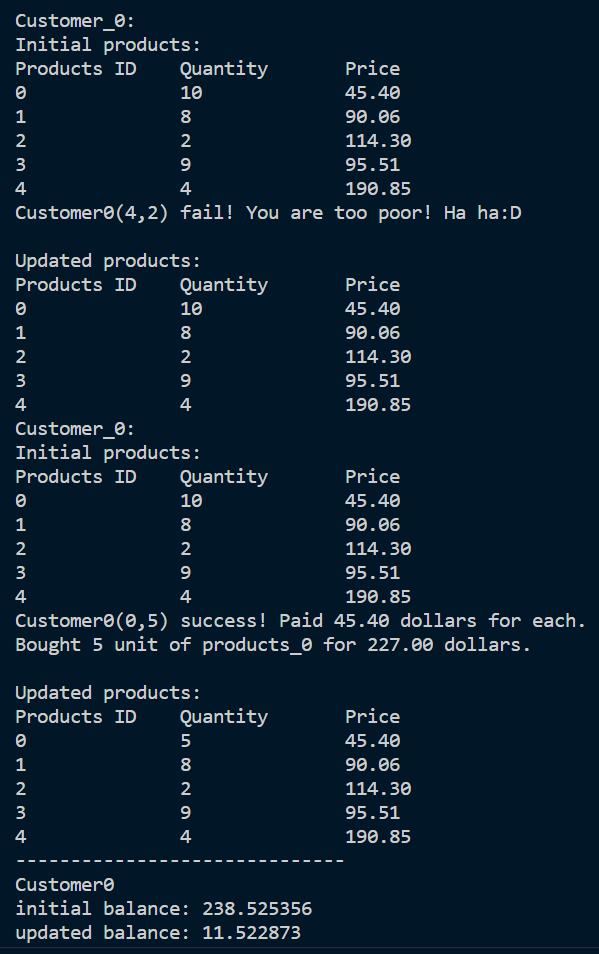 Customer_0:
Initial products:
Products ID    Quantity       Price
0              10             45.40
1              8              90.06
2              2              114.30
3              9              95.51
4              4              190.85
Customer0(4,2) fail! You are too poor! Ha ha:D

Updated products:
Products ID    Quantity       Price
0              10             45.40
1              8              90.06
2              2              114.30
3              9              95.51
4              4              190.85
Customer_0:
Initial products:
Products ID    Quantity       Price
0              10             45.40
1              8              90.06
2              2              114.30
3              9              95.51
4              4              190.85
Customer0(0,5) success! Paid 45.40 dollars for each.
Bought 5 unit of products_0 for 227.00 dollars.

Updated products:
Products ID    Quantity       Price
0              5              45.40
1              8              90.06
2              2              114.30
3              9              95.51
4              4              190.85
------------------------------
Customer0
initial balance: 238.525356
updated balance: 11.522873